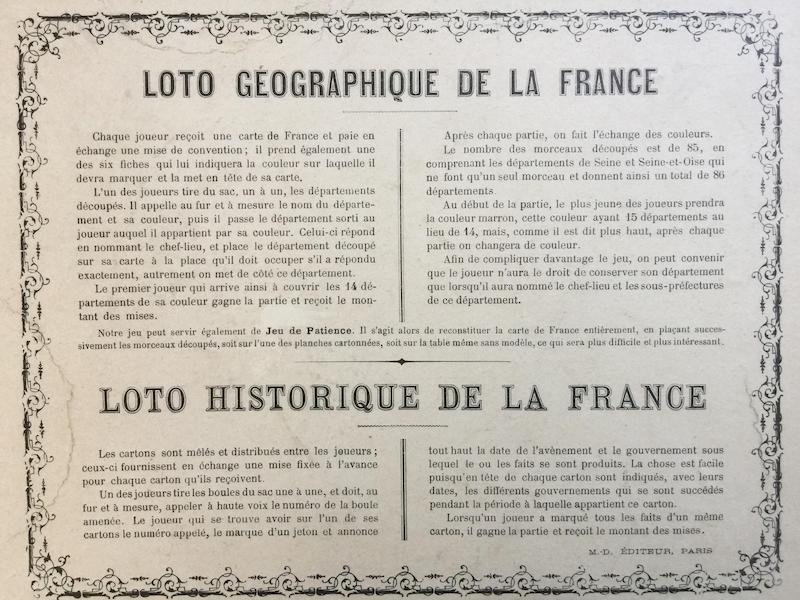 LOTO GÉOGRAPHIQUE DE LA FRANCE
Chaque joueur reçoit une carte de France et paie en
échange une mise de convention ; il prend également une
des six fiches qui lui indiquera la couleur sur laquelle il
devra marquer et la met en tête de sa carte.
L'un des joueurs tire du sac, un à un, les départements
découpés. Il appelle au fur et à mesure le nom du départe-
ment et sa couleur, puis il passe le département sorti au
joueur auquel il appartient par sa couleur. Celui-ci répond
en nommant le chef-lieu, et place le département découpé
sur sa carte à la place qu'il doit occuper s'il a répondu
exactement, autrement on met de côté ce département.
Le premier joueur qui arrive ainsi à couvrir les 14 dé-
partements de sa couleur gagne la partie et reçoit le mon-
tant des mises.
Après chaque partie, on fait l'échange des couleurs.
Le nombre des morceaux découpés est de 85, en
comprenant les départements de Seine et Seine-et-Oise qui
ne font qu'un seul morceau et donnent ainsi un total de 86
départements.
Au début de la partie, le plus jeune des joueurs prendra
la couleur marron, cette couleur ayant 15 départements au
lieu de 14, mais, comme il est dit plus haut, après chaque
partie on changera de couleur.
Afin de compliquer davantage le jeu, on peut convenir
que le joueur n'aura le droit de conserver son département
que lorsqu'il aura nommé le chef-lieu et les sous-préfectures
de ce département.
Notre jeu peut servir également de Jeu de Patience. Il s'agit alors de reconstituer la carte de France entièrement, en plaçant succes-
sivement les morceaux découpés, soit sur l'une des planches cartonnées, soit sur la table même sans modèle, ce qui sera plus difficile et plus intéressant.
LOTO HISTORIQUE DE LA FRANCE
Les cartons sont mêlés et distribués entre les joueurs ;
ceux-ci fournissent en échange une mise fixée à l'avance
pour chaque carton qu'ils reçoivent.
Un des joueurs tire les boules du sac une à une, et doit, au
fur et à mesure, appeler à haute voix le numéro de la boule
amenée. Le joueur qui se trouve avoir sur l'un de ses
cartons le numéro appelé, le marque d'un jeton et annonce
tout haut la date de l'avènement et le gouvernement sous
lequel le ou les faits se sont produits. La chose est facile
puisqu'en tête de chaque carton sont indiqués, avec leurs
dates, les différents gouvernements qui se sont succédés
pendant la période à laquelle appartient ce carton.
Lorsqu'un joueur a marqué tous les faits d'un même
carton, il gagne la partie et reçoit le montant des mises.
M.-D. ÉDITEUR, PARIS